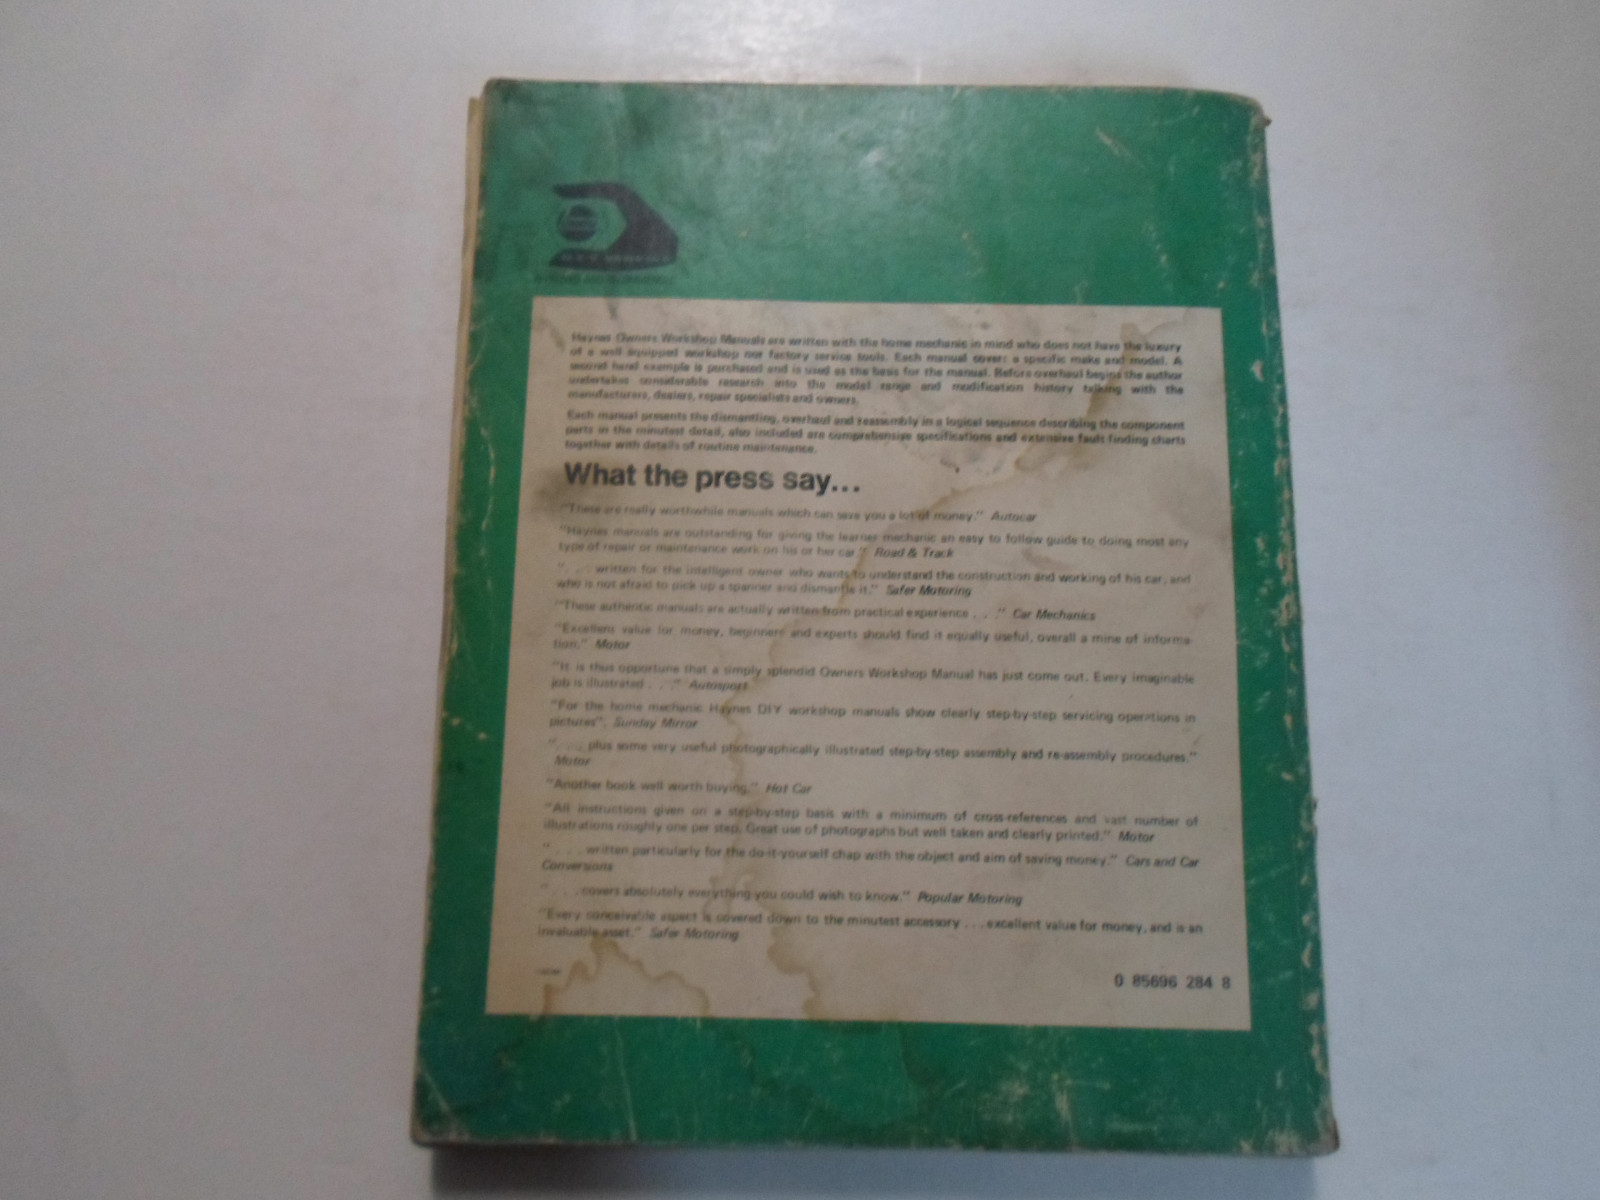 Haynes Owners Workshop Manuals are written with the home mechanic in mind who does not have the luxury
of a well equipped workshop nor factory service tools. Each manual covers a specific make and model. A
second hand example is purchased and is used as the basis for the manual. Before overhaul begins the author
undertakes considerable research into the model range and modification history talking with the
manufacturers, dealers, repair specialists and owners.
Each manual presents the dismantling, overhaul and reassembly in a logical sequence describing the component
parts in the minutest detail, also included are comprehensive specifications and extensive fault finding charts
together with details of routine maintenance.
What the press say...
"These are really worthwhile manuals which can save you a lot of money." Autocar
"Haynes manuals are outstanding for giving the learner mechanic an easy to follow guide to doing most any
type of repair or maintenance work on his or her car." Road & Track
". . . written for the intelligent owner who wants to understand the construction and working of his car, and
who is not afraid to pick up a spanner and dismantle it." Safer Motoring
"These authentic manuals are actually written from practical experience . . ." Car Mechanics
"Excellent value for money, beginners and experts should find it equally useful, overall a mine of informa-
tion." Motor
"It is thus opportune that a simply splendid Owners Workshop Manual has just come out. Every imaginable
job is illustrated . . ." Autosport
"For the home mechanic Haynes DIY workshop manuals show clearly step-by-step servicing operations in
pictures". Sunday Mirror
". . . plus some very useful photographically illustrated step-by-step assembly and re-assembly procedures."
Motor
"Another book well worth buying." Hot Car
"All instructions given on a step-by-step basis with a minimum of cross-references and vast number of
illustrations roughly one per step. Great use of photographs but well taken and clearly printed." Motor
". . . written particularly for the do-it-yourself chap with the object and aim of saving money." Cars and Car
Conversions
". . . covers absolutely everything you could wish to know." Popular Motoring
"Every conceivable aspect is covered down to the minutest accessory . . . excellent value for money, and is an
invaluable asset." Safer Motoring
0 85696 284 8